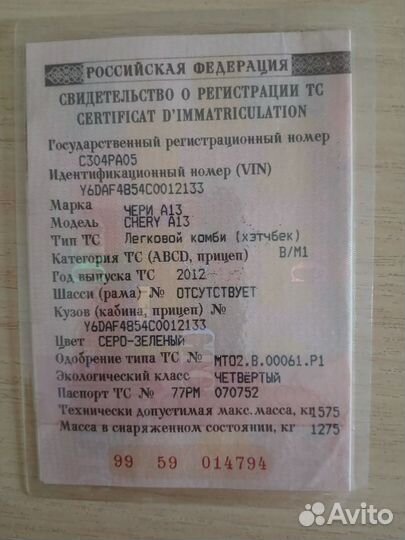 РОССИЙСКАЯ ФЕДЕРАЦИЯ
СВИДЕТЕЛЬСТВО О РЕГИСТРАЦИИ ТС
CERTIFICAT D'IMMATRICULATION
Государственный регистрационный номер
С304РА05
Идентификационный номер (VIN)
Y6DAF4854C0012133
Марка ЧЕРИ А13
Модель CHERY A13
Тип ТС Легковой комби (хэтчбек)
Категория ТС (ABCD, прицеп) B/M1
Год выпуска ТС 2012
Шасси (рама) № ОТСУТСТВУЕТ
Кузов (кабина, прицеп) №
Y6DAF4854C0012133
Цвет СЕРО-ЗЕЛЕНЫЙ
Одобрение типа ТС № МТ02.В.00061.Р1
Экологический класс ЧЕТВЕРТЫЙ
Паспорт ТС № 77РМ 070752
Технически допустимая макс. масса, кг 1575
Масса в снаряженном состоянии, кг 1275
99 59 014794
Avito